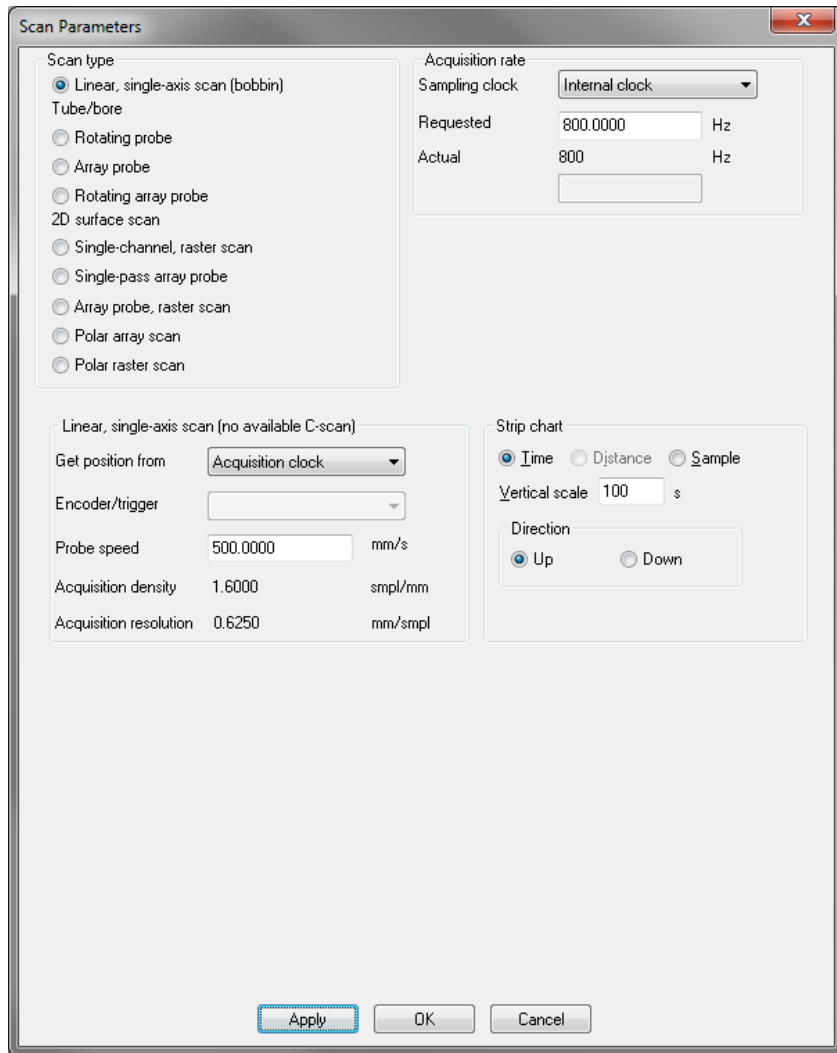 Scan Parameters
Scan type
Linear, single-axis scan (bobbin)
Tube/bore
Rotating probe
Array probe
Rotating array probe
2D surface scan
Single-channel, raster scan
Single-pass array probe
Array probe, raster scan
Polar array scan
Polar raster scan
Acquisition rate
Sampling clock Internal clock
Requested 800.0000 Hz
Actual 800 Hz
Linear, single-axis scan (no available C-scan)
Get position from Acquisition clock
Encoder/trigger
Probe speed 500.0000 mm/s
Acquisition density 1.6000 smpl/mm
Acquisition resolution 0.6250 mm/smpl
Strip chart
Time Distance Sample
Vertical scale 100 s
Direction
Up Down
Apply OK Cancel